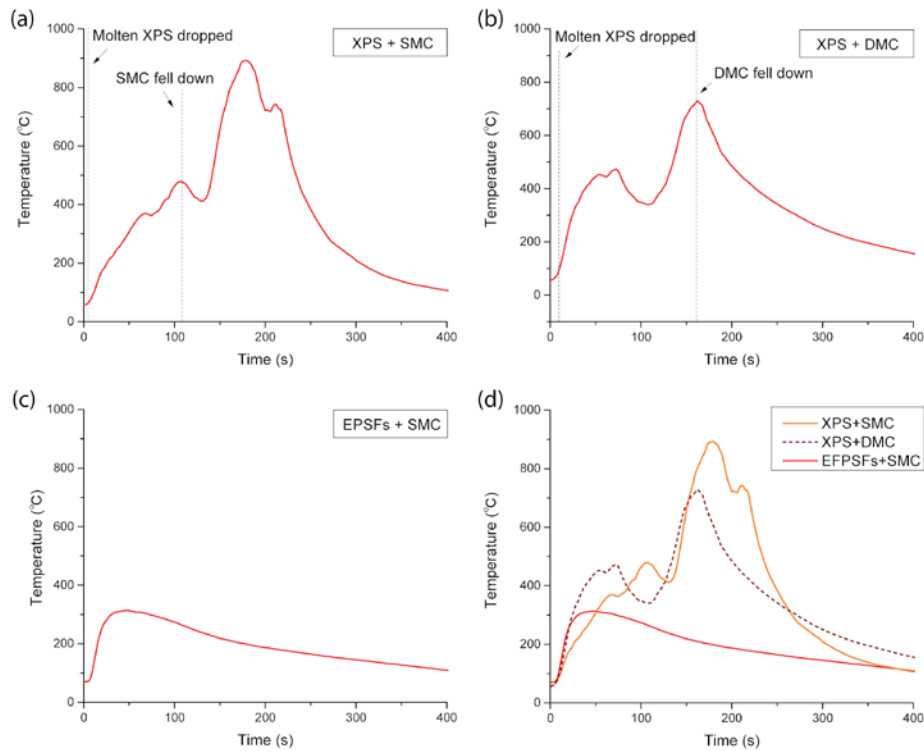 (a)
XPS + SMC
Molten XPS dropped
SMC fell down
Temperature (°C)
1000
800
600
400
200
0
0 100 200 300 400
Time (s)
(b)
XPS + DMC
Molten XPS dropped
DMC fell down
Temperature (°C)
1000
800
600
400
200
0
0 100 200 300 400
Time (s)
(c)
EPSFs + SMC
Temperature (°C)
1000
800
600
400
200
0
0 100 200 300 400
Time (s)
(d)
XPS+SMC
XPS+DMC
EFPSFs+SMC
Temperature (°C)
1000
800
600
400
200
0
0 100 200 300 400
Time (s)